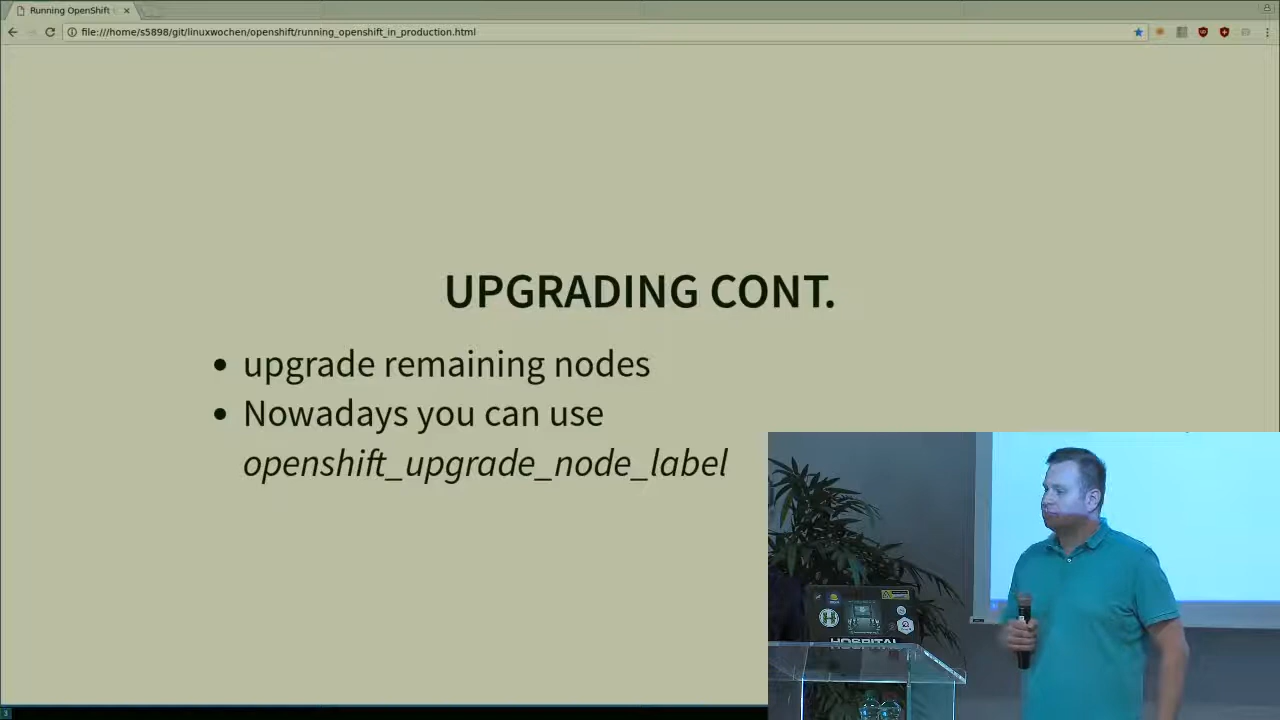 Running OpenShift
file:///home/s5898/git/linuxwochen/openshift/running_openshift_in_production.html
UPGRADING CONT.
upgrade remaining nodes
Nowadays you can use
openshift_upgrade_node_label
HOSPITAL